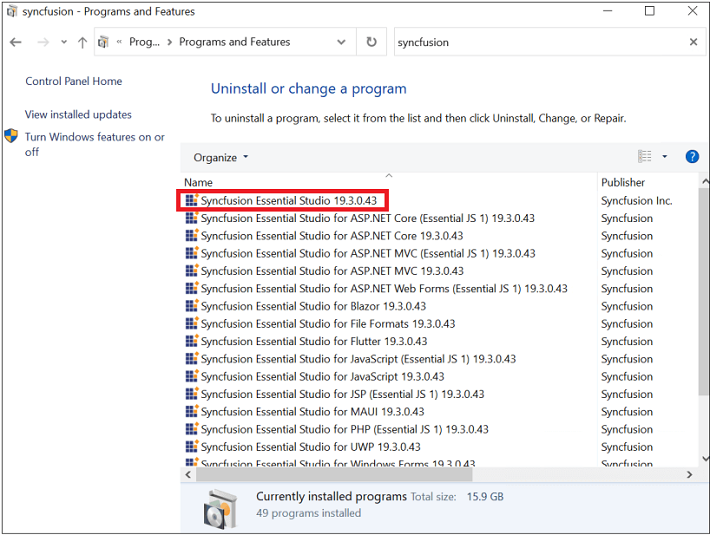 syncfusion - Programs and Features
« Prog... > Programs and Features
syncfusion
Control Panel Home
View installed updates
Turn Windows features on or
off
Uninstall or change a program
To uninstall a program, select it from the list and then click Uninstall, Change, or Repair.
Organize
Name Publisher
Syncfusion Essential Studio 19.3.0.43 Syncfusion Inc.
Syncfusion Essential Studio for ASP.NET Core (Essential JS 1) 19.3.0.43 Syncfusion
Syncfusion Essential Studio for ASP.NET Core 19.3.0.43 Syncfusion
Syncfusion Essential Studio for ASP.NET MVC (Essential JS 1) 19.3.0.43 Syncfusion
Syncfusion Essential Studio for ASP.NET MVC 19.3.0.43 Syncfusion
Syncfusion Essential Studio for ASP.NET Web Forms (Essential JS 1) 19.3.0.43 Syncfusion
Syncfusion Essential Studio for Blazor 19.3.0.43 Syncfusion
Syncfusion Essential Studio for File Formats 19.3.0.43 Syncfusion
Syncfusion Essential Studio for Flutter 19.3.0.43 Syncfusion
Syncfusion Essential Studio for JavaScript (Essential JS 1) 19.3.0.43 Syncfusion
Syncfusion Essential Studio for JavaScript 19.3.0.43 Syncfusion
Syncfusion Essential Studio for JSP (Essential JS 1) 19.3.0.43 Syncfusion
Syncfusion Essential Studio for MAUI 19.3.0.43 Syncfusion
Syncfusion Essential Studio for PHP (Essential JS 1) 19.3.0.43 Syncfusion
Syncfusion Essential Studio for UWP 19.3.0.43 Syncfusion
Syncfusion Essential Studio for Windows Forms 19.3.0.43 Syncfusion
Currently installed programs Total size: 15.9 GB
49 programs installed